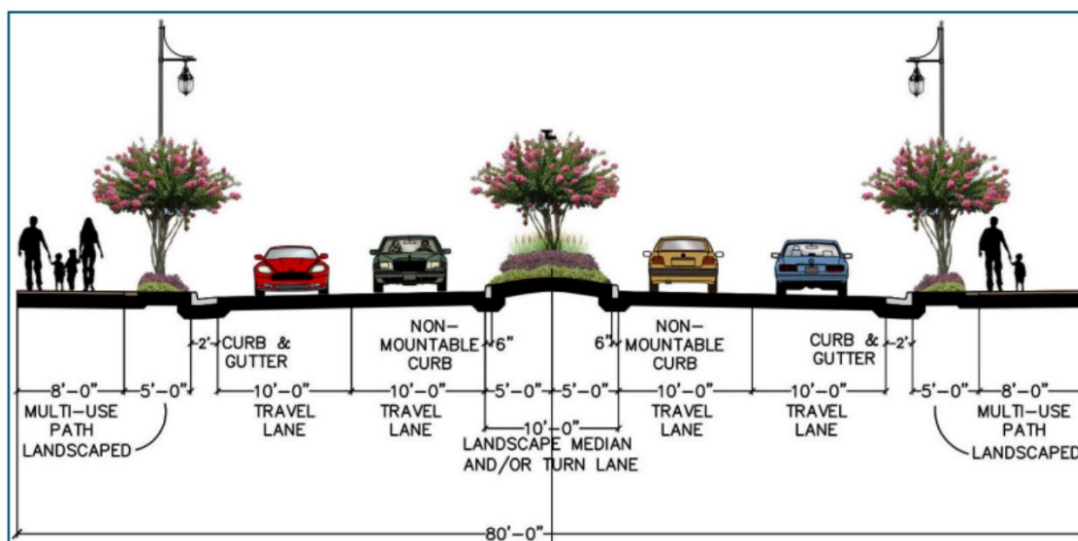 2' CURB &
GUTTER
NON-
MOUNTABLE
CURB
6"
6"
NON-
MOUNTABLE
CURB
CURB &
GUTTER
2'
8'-0"
5'-0"
10'-0"
10'-0"
5'-0"
5'-0"
10'-0"
10'-0"
5'-0"
8'-0"
MULTI-USE
PATH
LANDSCAPED
TRAVEL
LANE
TRAVEL
LANE
10'-0"
LANDSCAPE MEDIAN
AND/OR TURN LANE
TRAVEL
LANE
TRAVEL
LANE
MULTI-USE
PATH
LANDSCAPED
80'-0"